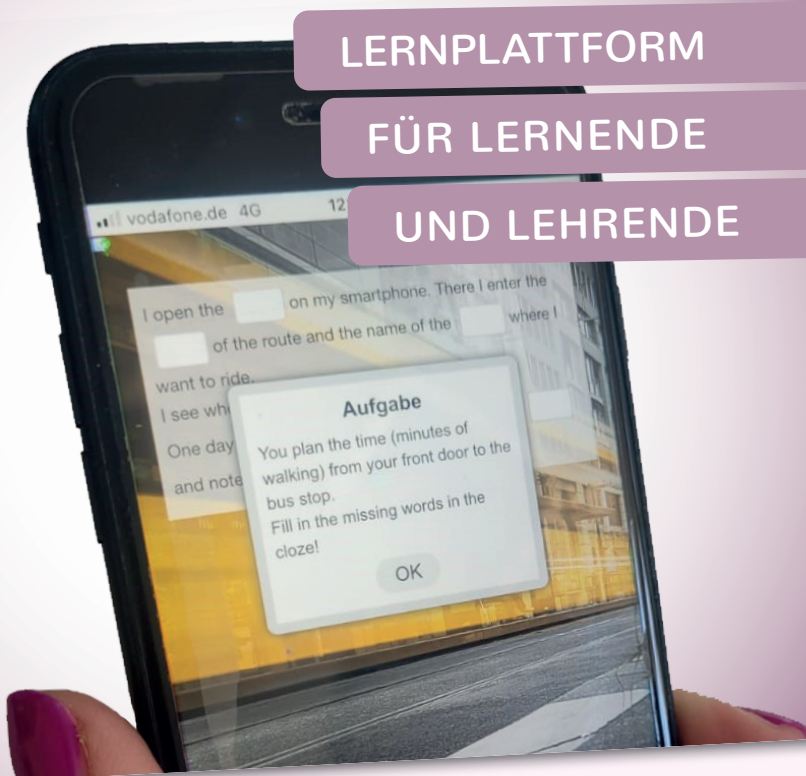 LERNPLATTFORM
FÜR LERNENDE
UND LEHRENDE
vodafone.de 4G 12
I open the on my smartphone. There I enter the
of the route and the name of the where I
want to ride.
I see
One day
and note
Aufgabe
You plan the time (minutes of
walking) from your front door to the
bus stop.
Fill in the missing words in the
cloze!
OK